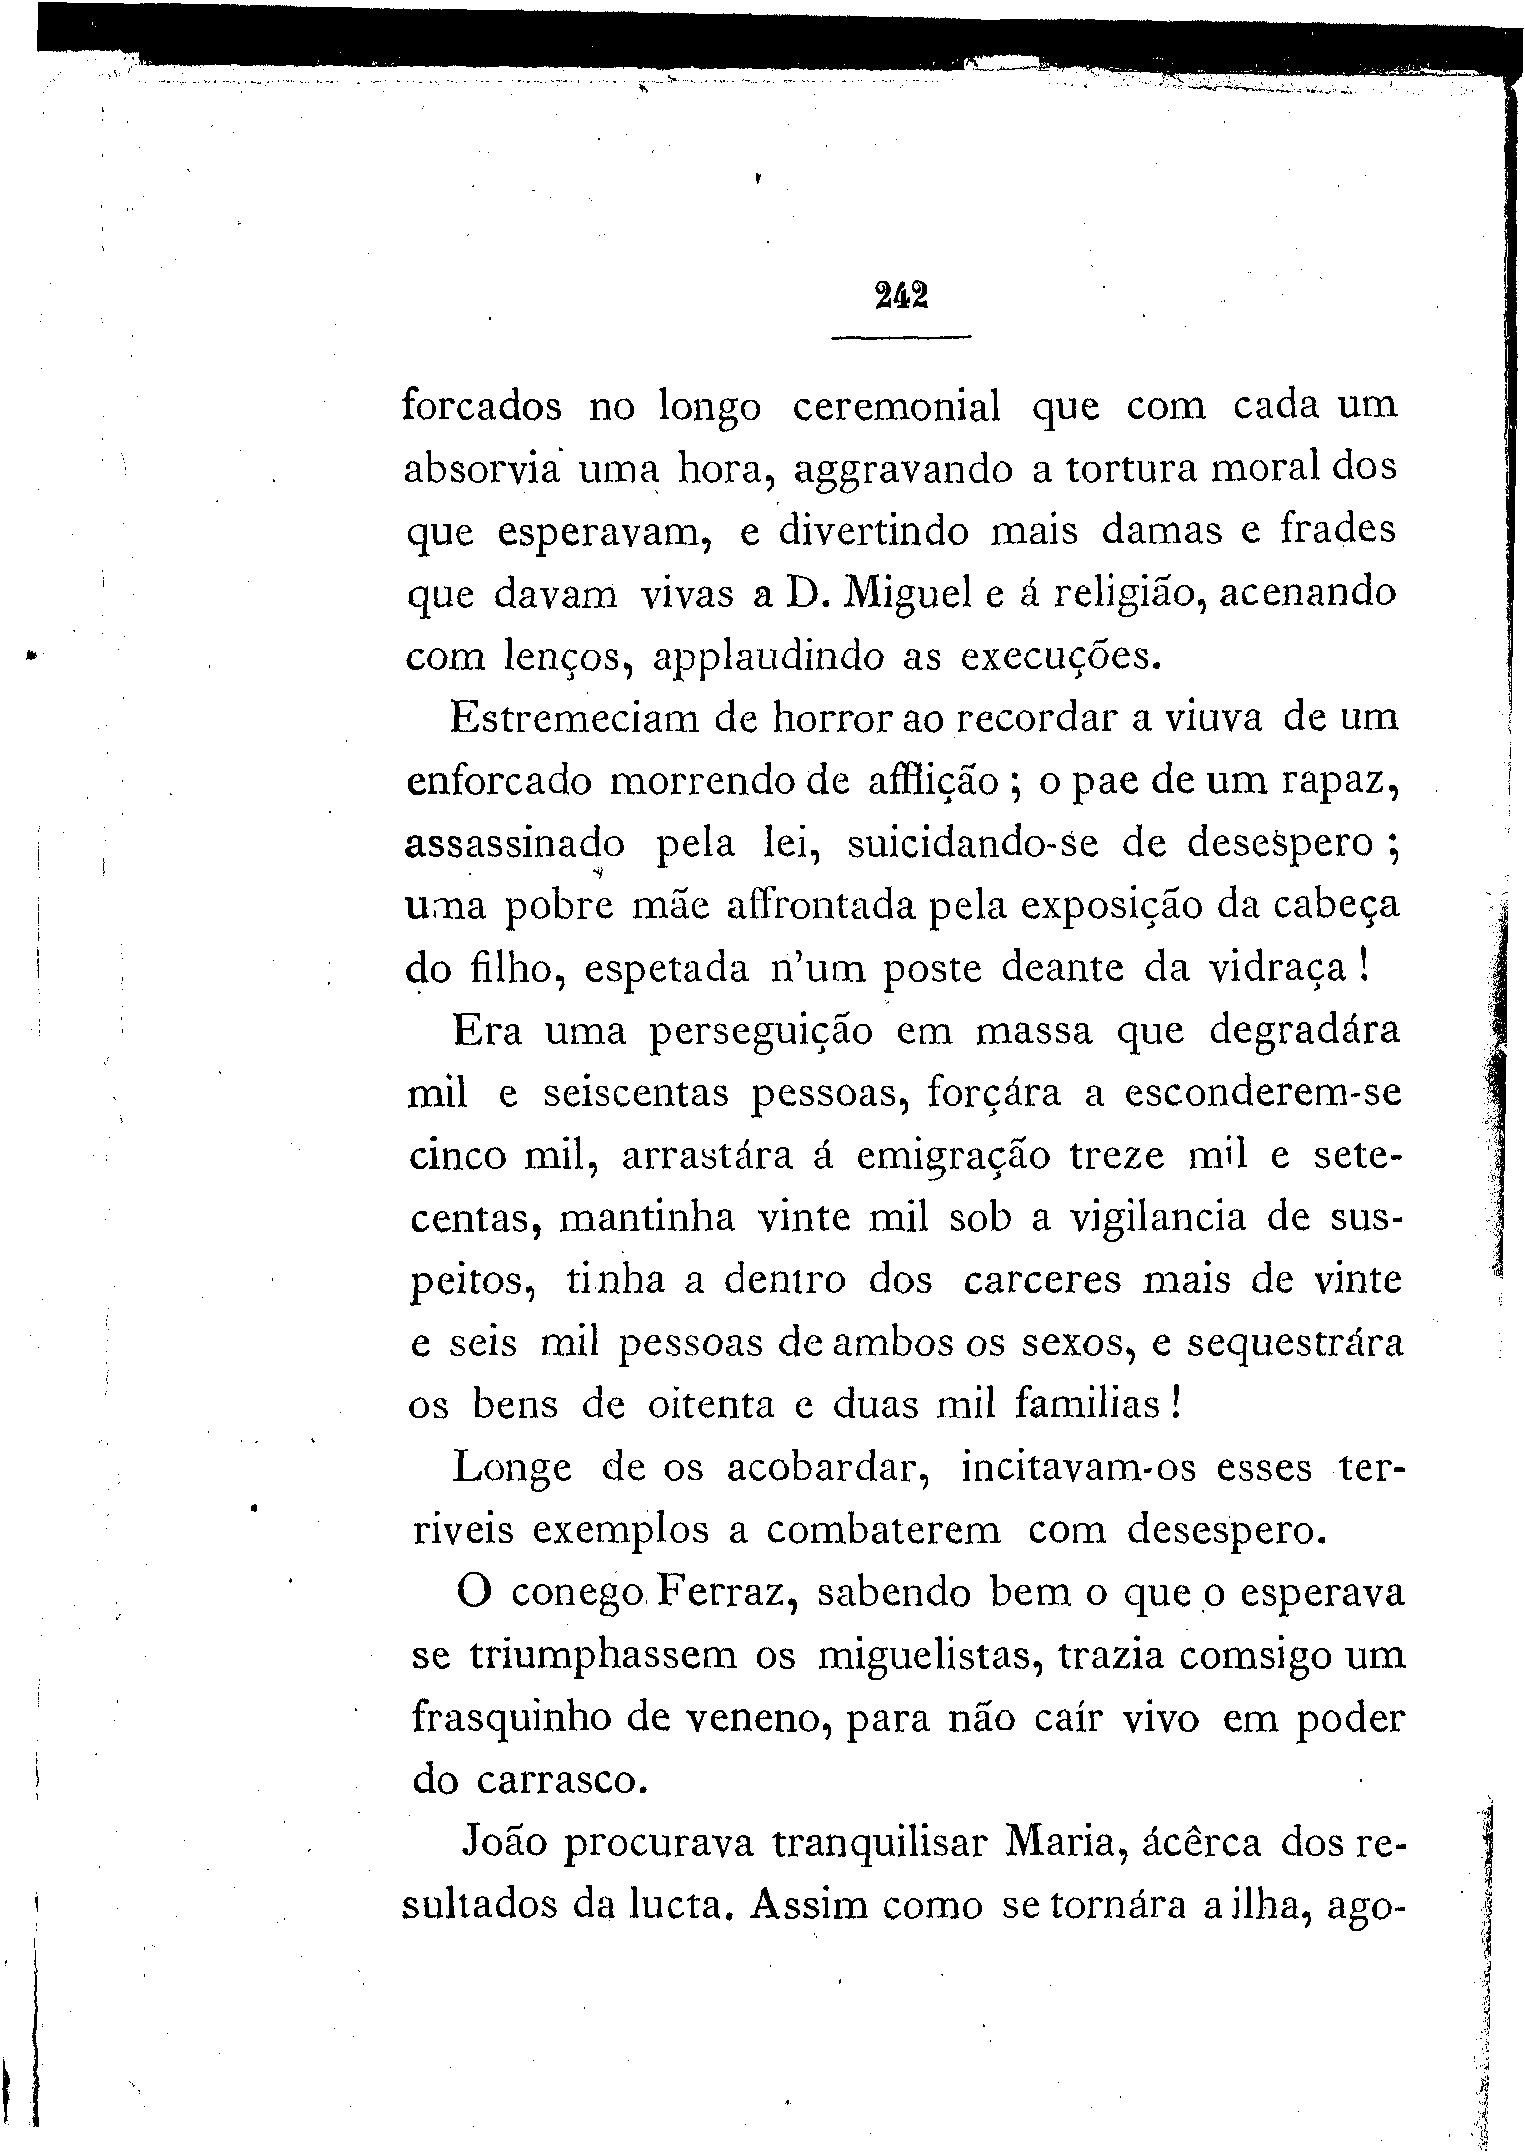 242
forcados no longo ceremonial que com cada um
absorvia uma hora, aggravando a tortura moral dos
que esperavam, e divertindo mais damas e frades
que davam vivas a D. Miguel e á religião, acenando
com lenços, applaudindo as execuções.
Estremeciam de horror ao recordar a viuva de um
enforcado morrendo de afflição ; o pae de um rapaz,
assassinado pela lei, suicidando-se de desespero ;
uma pobre mãe affrontada pela exposição da cabeça
do filho, espetada n'um poste deante da vidraça !
Era uma perseguição em massa que degradára
mil e seiscentas pessoas, forçára a esconderem-se
cinco mil, arrastára á emigração treze mil e sete-
centas, mantinha vinte mil sob a vigilancia de sus-
peitos, tinha a dentro dos carceres mais de vinte
e seis mil pessoas de ambos os sexos, e sequestrára
os bens de oitenta e duas mil familias !
Longe de os acobardar, incitavam-os esses ter-
riveis exemplos a combaterem com desespero.
O conego Ferraz, sabendo bem o que o esperava
se triumphassem os miguelistas, trazia comsigo um
frasquinho de veneno, para não caír vivo em poder
do carrasco.
João procurava tranquilisar Maria, ácêrca dos re-
sultados da lucta. Assim como se tornára a ilha, ago-